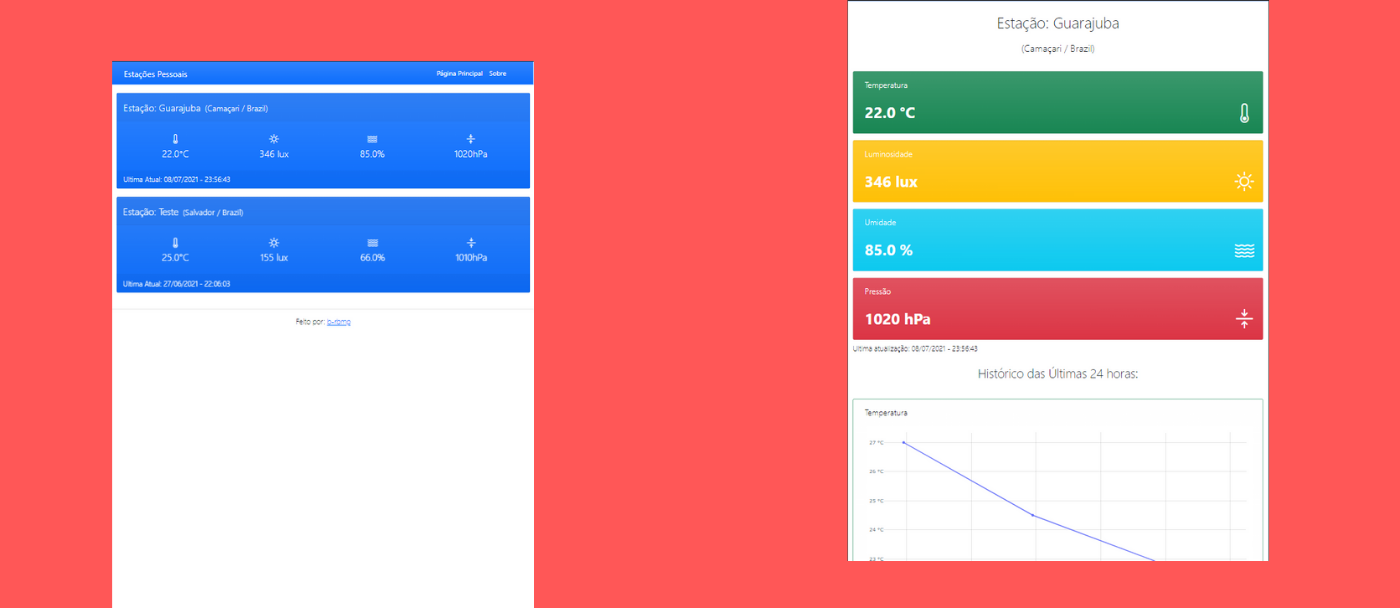 Estações Pessoais
Página Principal Sobre
Estação: Guarajuba (Camaçari / Brazil)
22.0°C 346 lux 85.0% 1020hPa
Ultima Atual: 08/07/2021 - 23:56:43
Estação: Teste (Salvador / Brazil)
25.0°C 155 lux 66.0% 1010hPa
Ultima Atual: 27/06/2021 - 22:06:03
Feito por:
Estação: Guarajuba
(Camaçari / Brazil)
Temperatura
22.0 °C
Luminosidade
346 lux
Umidade
85.0 %
Pressão
1020 hPa
Ultima atualização: 08/07/2021 - 23:56:43
Histórico das Últimas 24 horas:
Temperatura
27 °C
26 °C
25 °C
24 °C
23 °C